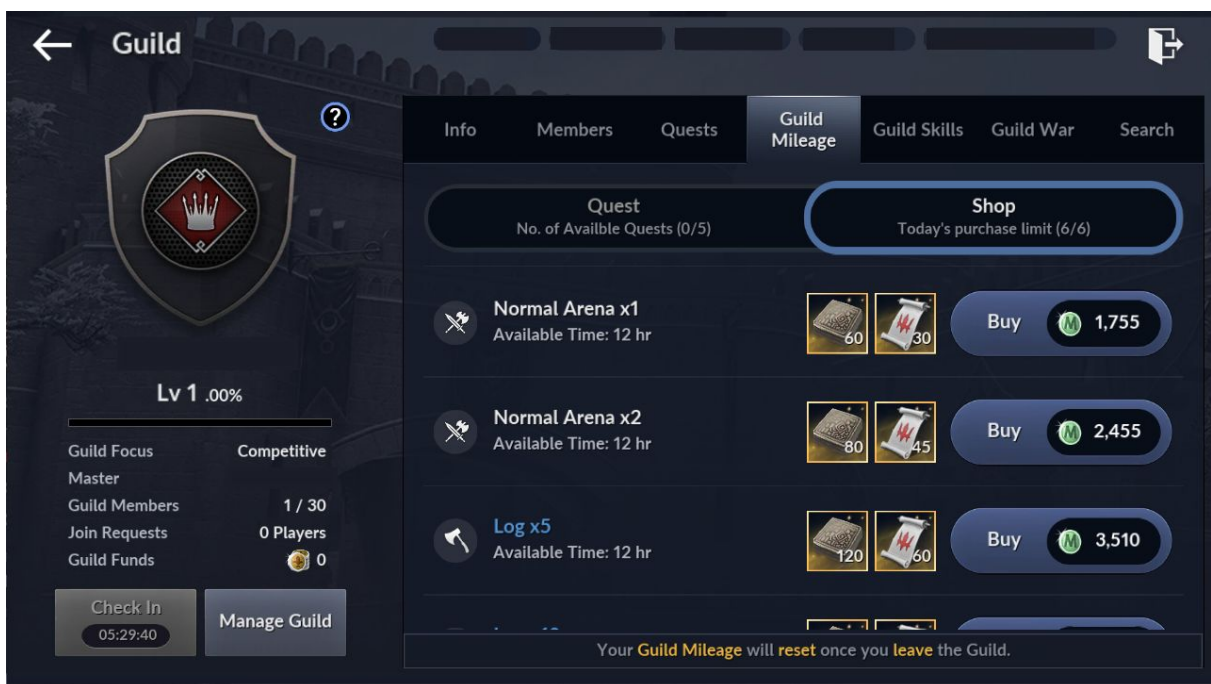 Guild
Info
Members
Quests
Guild
Mileage
Guild Skills
Guild War
Search
Quest
No. of Availble Quests (0/5)
Shop
Today's purchase limit (6/6)
Normal Arena x1
Available Time: 12 hr
60
30
Buy
M
1,755
Normal Arena x2
Available Time: 12 hr
80
45
Buy
M
2,455
Log x5
Available Time: 12 hr
120
60
Buy
M
3,510
Your Guild Mileage will reset once you leave the Guild.
?
Lv 1 .00%
Guild Focus Competitive
Master
Guild Members 1 / 30
Join Requests 0 Players
Guild Funds 0
Check In
05:29:40
Manage Guild